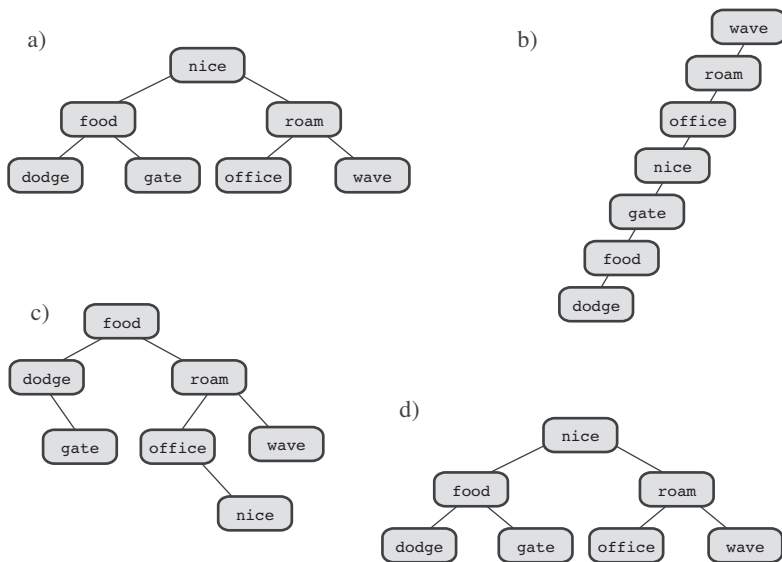 a)
nice
food roam
dodge gate office wave
b)
wave
roam
office
nice
gate
food
dodge
c)
food
dodge roam
gate office wave
nice
d)
nice
food roam
dodge gate office wave